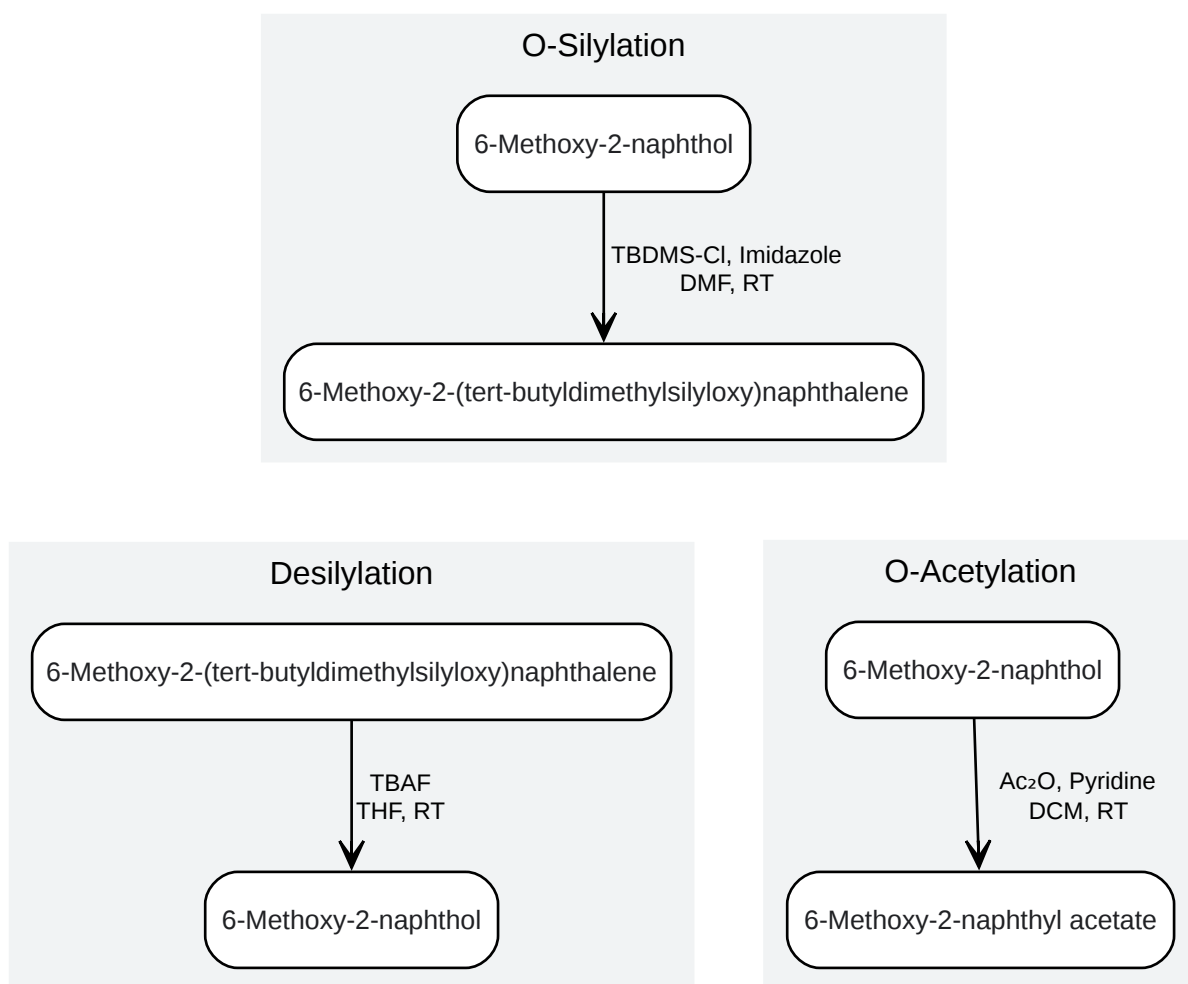 O-Silylation
6-Methoxy-2-naphthol
TBDMS-Cl, Imidazole
DMF, RT
6-Methoxy-2-(tert-butyldimethylsilyloxy)naphthalene
Desilylation
6-Methoxy-2-(tert-butyldimethylsilyloxy)naphthalene
TBAF
THF, RT
6-Methoxy-2-naphthol
O-Acetylation
6-Methoxy-2-naphthol
Ac₂O, Pyridine
DCM, RT
6-Methoxy-2-naphthyl acetate